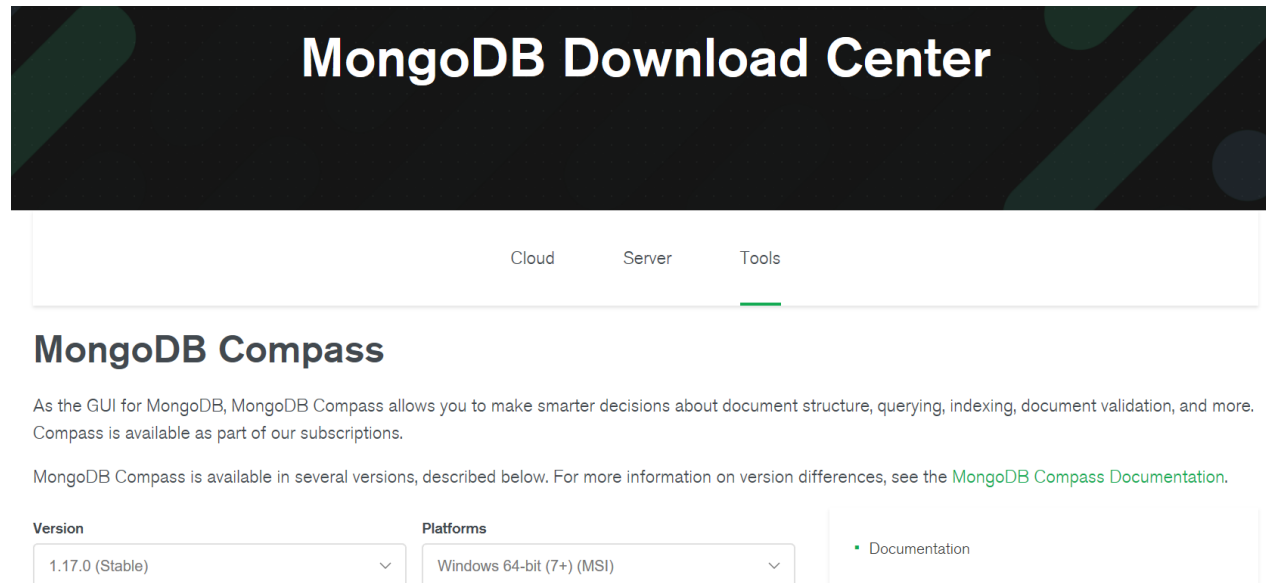 MongoDB Download Center
Cloud Server Tools
MongoDB Compass
As the GUI for MongoDB, MongoDB Compass allows you to make smarter decisions about document structure, querying, indexing, document validation, and more.
Compass is available as part of our subscriptions.
MongoDB Compass is available in several versions, described below. For more information on version differences, see the MongoDB Compass Documentation.
Version Platforms
Documentation
1.17.0 (Stable) Windows 64-bit (7+) (MSI)